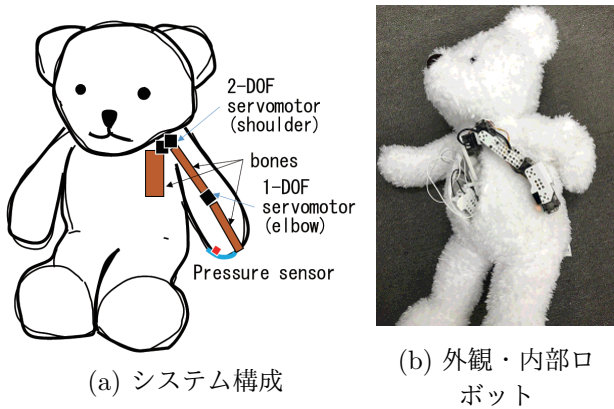 2-DOF
servomotor
(shoulder)
bones
1-DOF
servomotor
(elbow)
Pressure sensor
(a) システム構成
(b) 外観・内部ロ
ボット